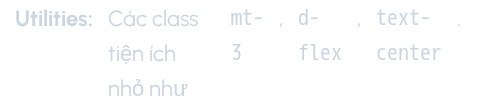 Utilities: Các class mt- , d- , text- .
tiện ích 3 flex center
nhỏ như